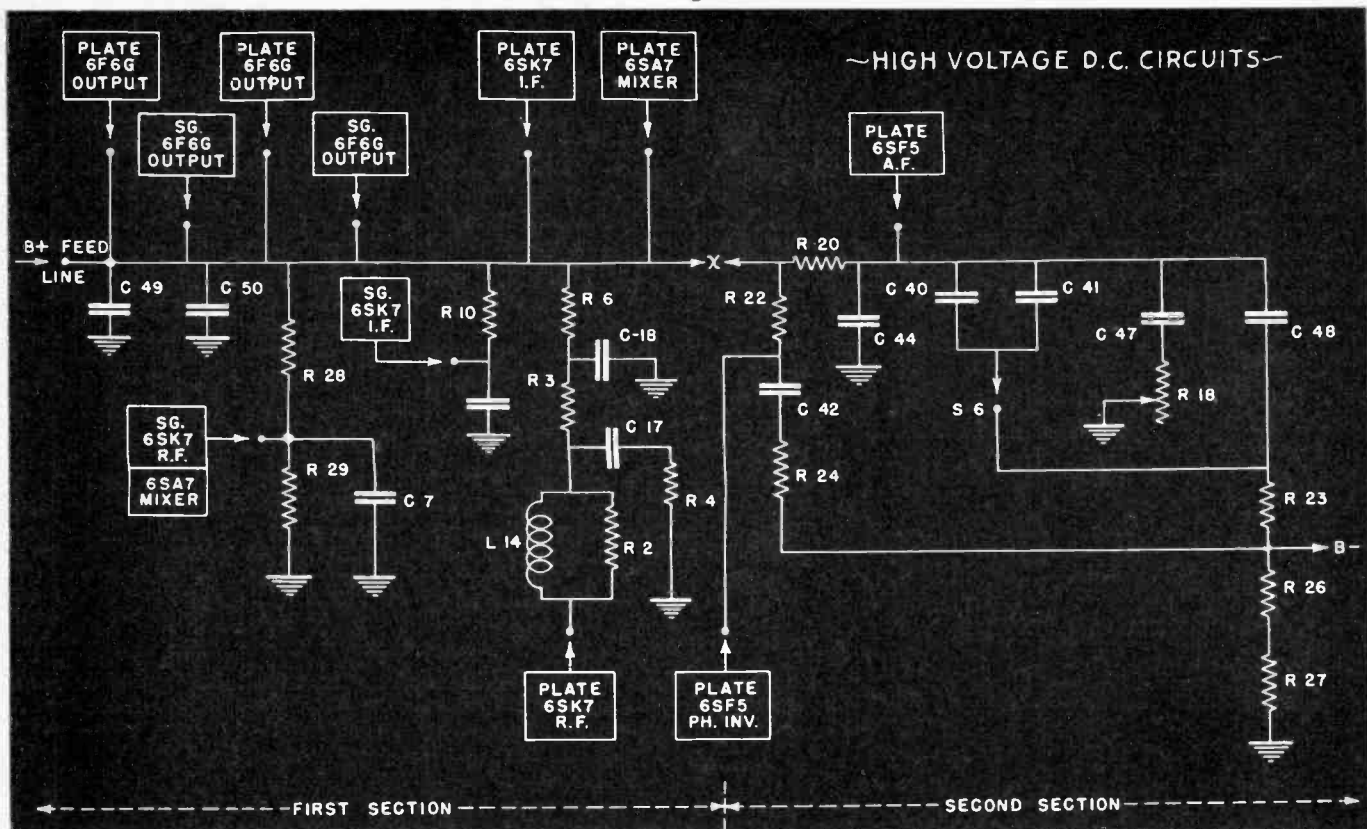 ~HIGH VOLTAGE D.C. CIRCUITS~
PLATE
6F6G
OUTPUT
PLATE
6F6G
OUTPUT
PLATE
6SK7
I.F.
PLATE
6SA7
MIXER
SG.
6F6G
OUTPUT
SG.
6F6G
OUTPUT
PLATE
6SF5
A.F.
B+ FEED
LINE
X
R 20
C 49
C 50
R 28
SG.
6SK7
I.F.
R 10
R 6
C-18
R 3
C 17
R 4
R 22
C 42
R 24
C 44
C 40
C 41
S 6
C 47
R 18
C 48
SG.
6SK7
R.F.
6SA7
MIXER
R 29
C 7
L 14
R 2
R 23
B-
R 26
R 27
PLATE
6SK7
R.F.
PLATE
6SF5
PH. INV.
FIRST SECTION
SECOND SECTION